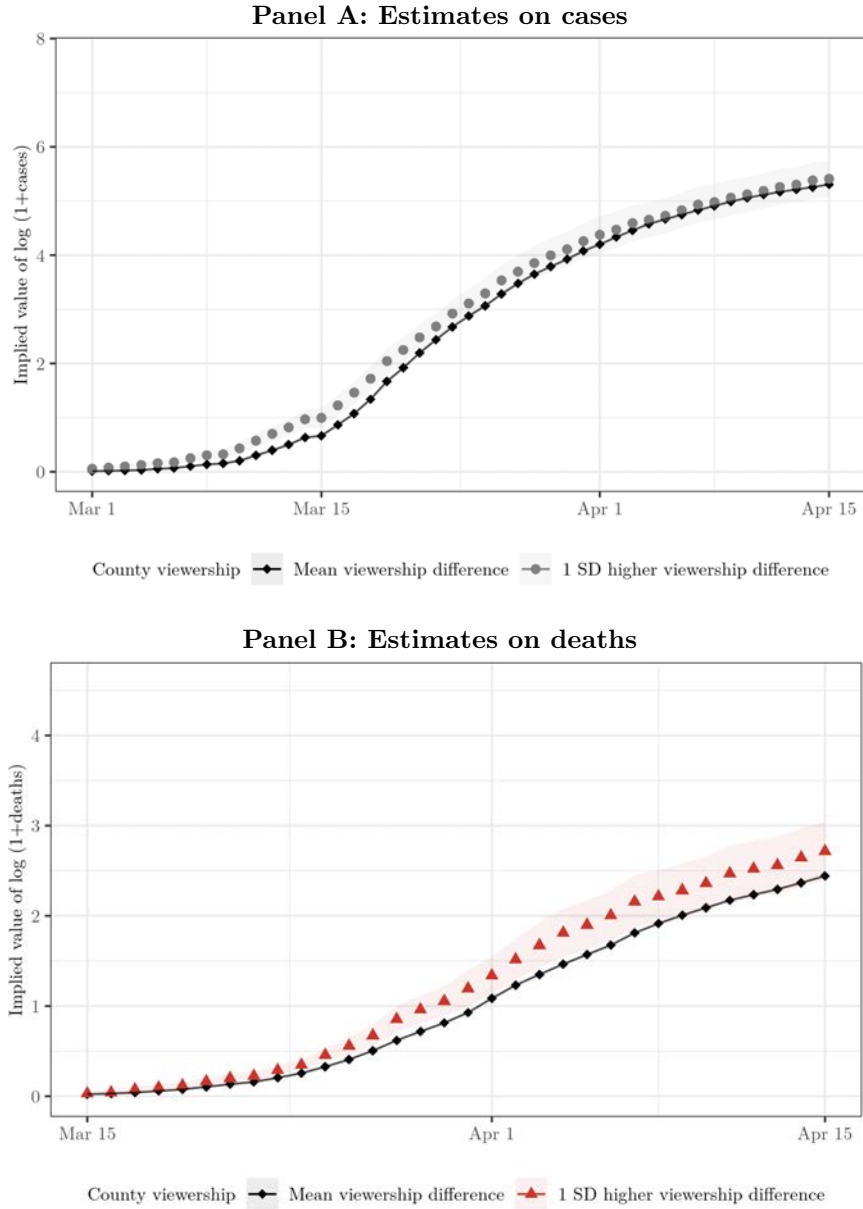 Panel A: Estimates on cases
8
6
4
2
0
Implied value of log (1+cases)
Mar 1 Mar 15 Apr 1 Apr 15
County viewership Mean viewership difference 1 SD higher viewership difference
Panel B: Estimates on deaths
4
3
2
1
0
Implied value of log (1+deaths)
Mar 15 Apr 1 Apr 15
County viewership Mean viewership difference 1 SD higher viewership difference